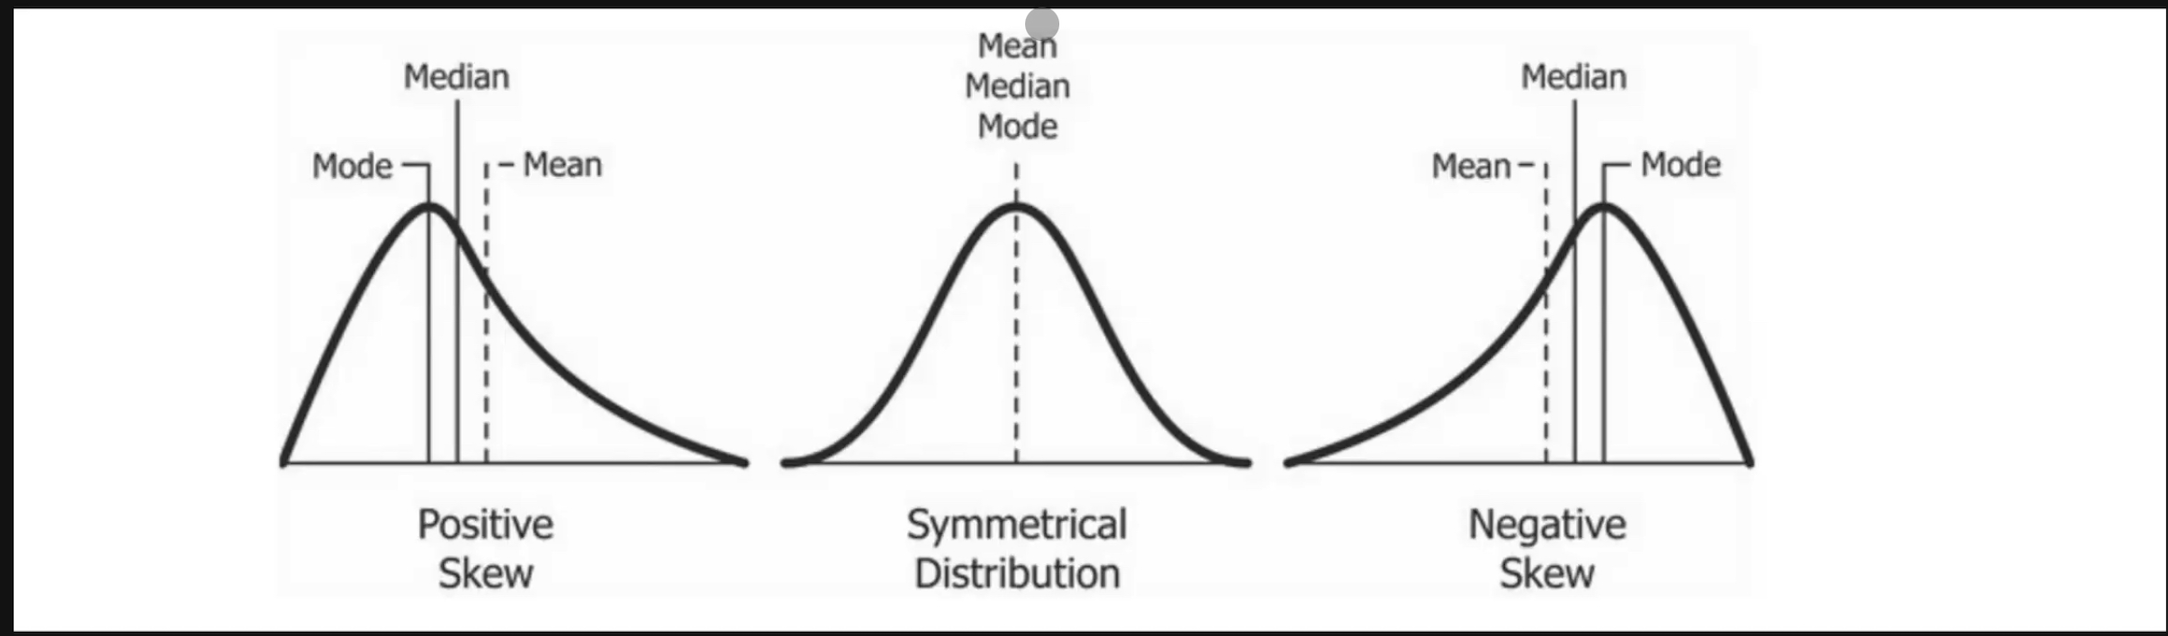 Median
Mode
Mean
Positive
Skew
Mean
Median
Mode
Symmetrical
Distribution
Median
Mean
Mode
Negative
Skew